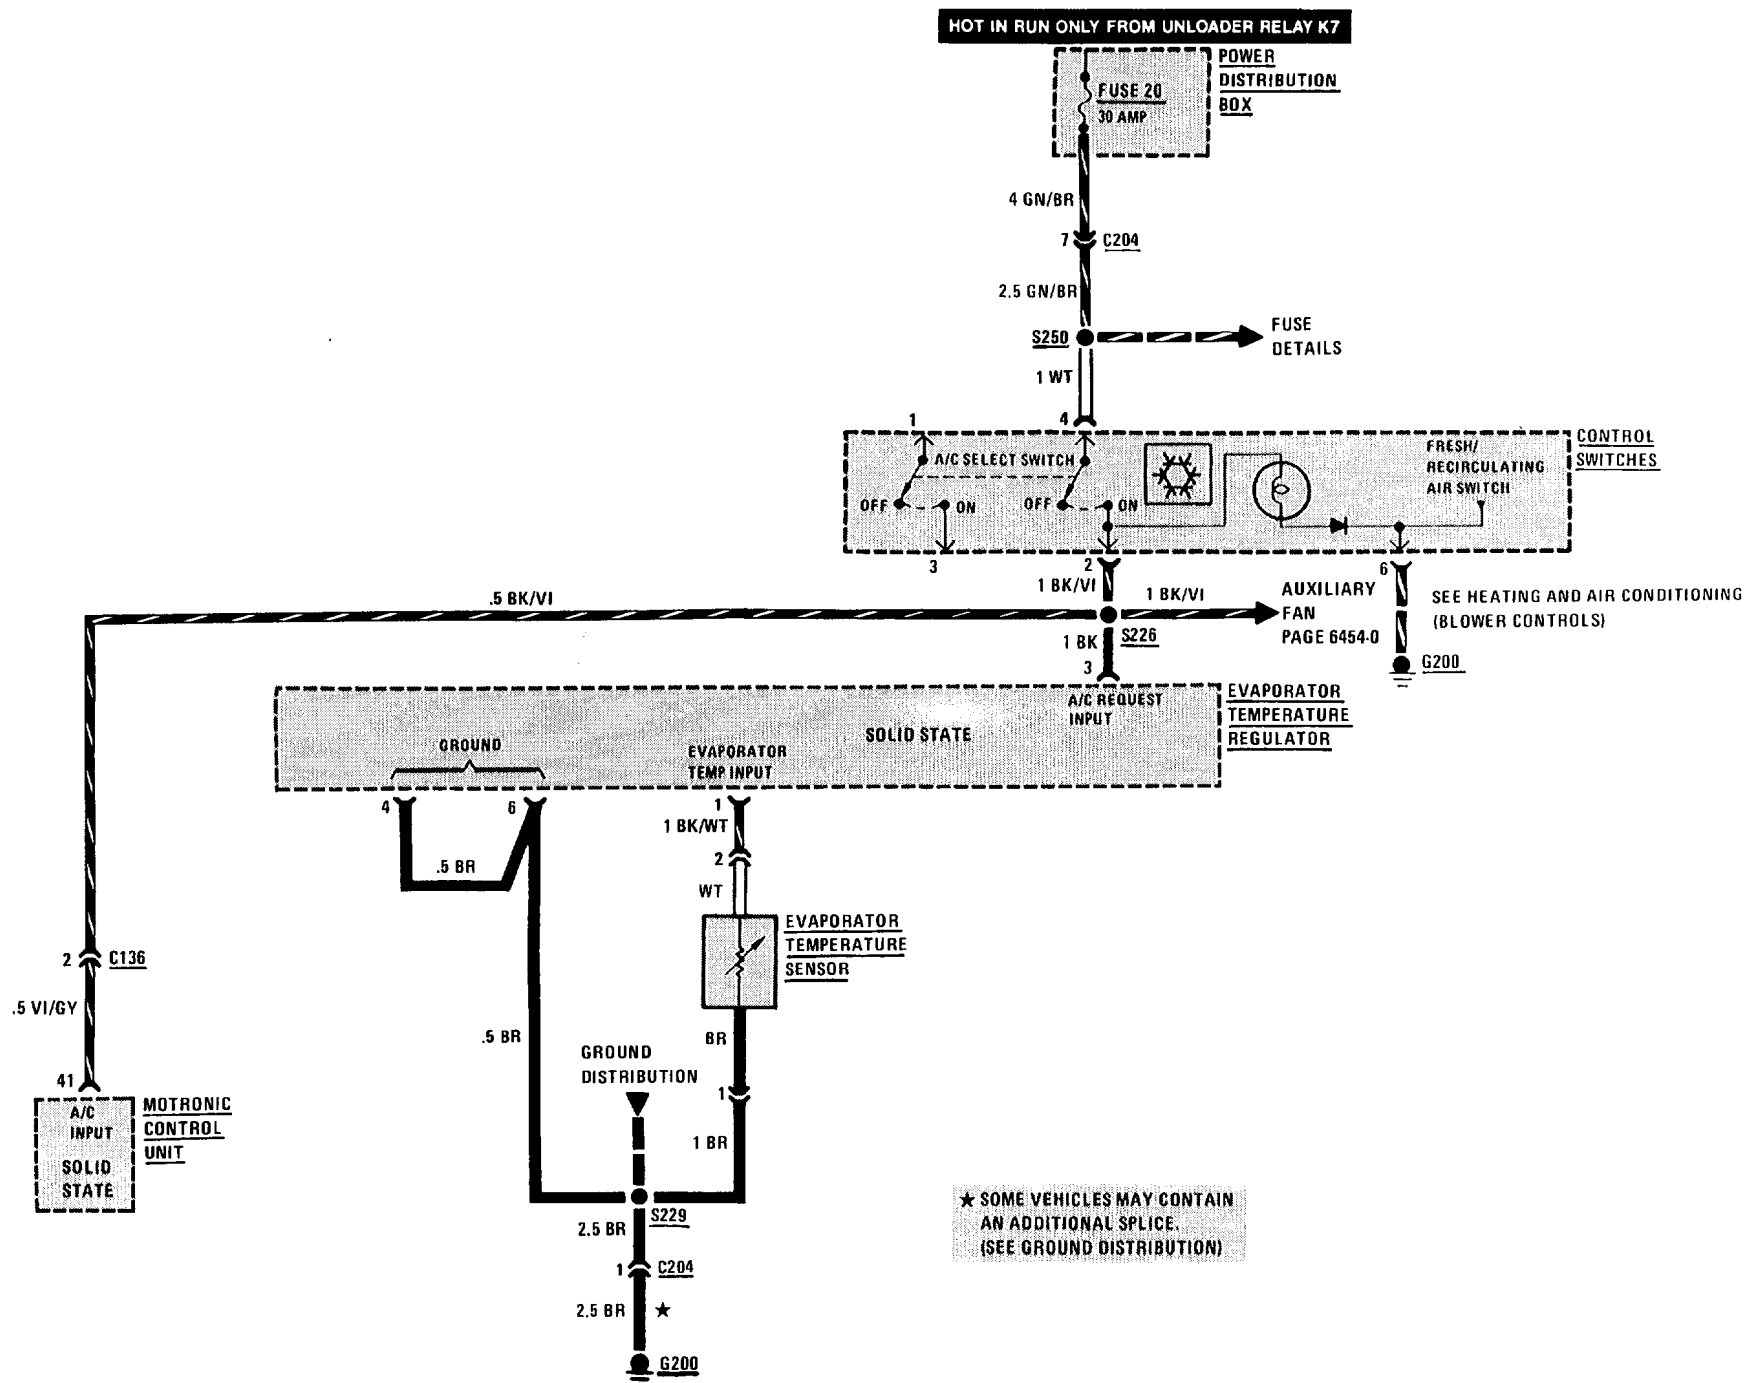 HOT IN RUN ONLY FROM UNLOADER RELAY K7
POWER
DISTRIBUTION
BOX
FUSE 20
30 AMP
4 GN/BR
7
C204
2.5 GN/BR
S250
FUSE
DETAILS
1 WT
1
4
CONTROL
SWITCHES
A/C SELECT SWITCH
FRESH/
RECIRCULATING
AIR SWITCH
OFF
ON
OFF
ON
3
2
6
1 BK/VI
.5 BK/VI
1 BK/VI
AUXILIARY
FAN
PAGE 6454-0
SEE HEATING AND AIR CONDITIONING
(BLOWER CONTROLS)
S226
1 BK
3
G200
A/C REQUEST
INPUT
EVAPORATOR
TEMPERATURE
REGULATOR
SOLID STATE
GROUND
EVAPORATOR
TEMP INPUT
4
6
1
1 BK/WT
2
.5 BR
WT
EVAPORATOR
TEMPERATURE
SENSOR
2
C136
.5 VI/GY
.5 BR
BR
GROUND
DISTRIBUTION
41
1
A/C
INPUT
SOLID
STATE
MOTRONIC
CONTROL
UNIT
1 BR
S229
2.5 BR
1
C204
2.5 BR
★
G200
★ SOME VEHICLES MAY CONTAIN
AN ADDITIONAL SPLICE.
(SEE GROUND DISTRIBUTION)